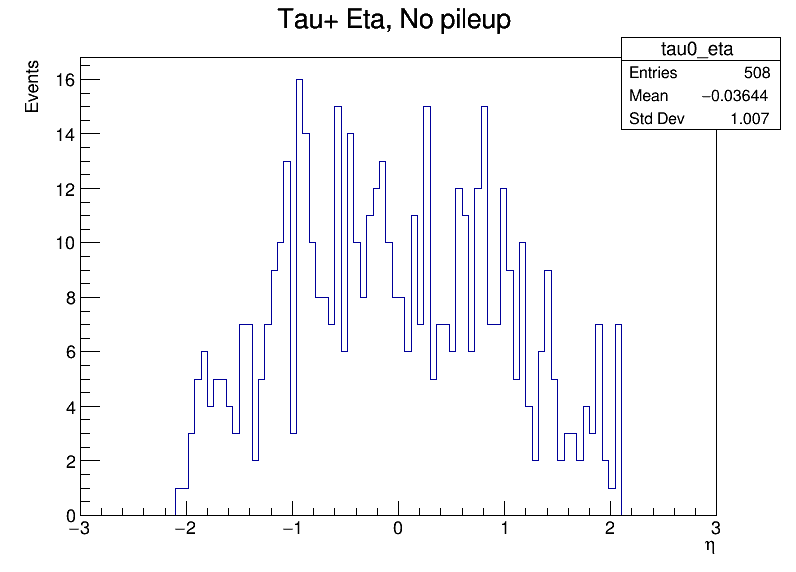 Tau+ Eta, No pileup
tau0_eta
Entries 508
Mean −0.03644
Std Dev 1.007
Events
16
14
12
10
8
6
4
2
0
−3 −2 −1 0 1 2 3
η